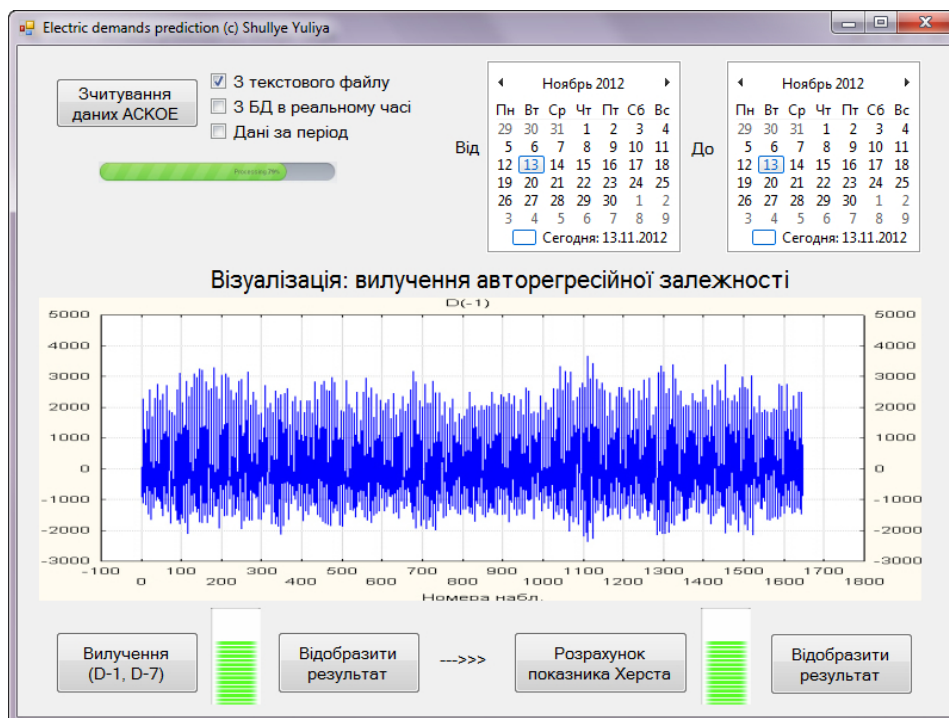 Electric demands prediction (c) Shullye Yuliya
Зчитування
даних АСКОЕ
З текстового файлу
З БД в реальному часі
Дані за період
Processing 79%
Від
Ноябрь 2012
Пн Вт Ср Чт Пт Сб Вс
29 30 31 1 2 3 4
5 6 7 8 9 10 11
12 13 14 15 16 17 18
19 20 21 22 23 24 25
26 27 28 29 30 1 2
3 4 5 6 7 8 9
Сегодня: 13.11.2012
До
Ноябрь 2012
Пн Вт Ср Чт Пт Сб Вс
29 30 31 1 2 3 4
5 6 7 8 9 10 11
12 13 14 15 16 17 18
19 20 21 22 23 24 25
26 27 28 29 30 1 2
3 4 5 6 7 8 9
Сегодня: 13.11.2012
Візуалізація: вилучення авторегресійної залежності
D(-1)
5000 5000
4000 4000
3000 3000
2000 2000
1000 1000
0 0
-1000 -1000
-2000 -2000
-3000 -3000
-100 100 300 500 700 900 1100 1300 1500 1700
0 200 400 600 800 1000 1200 1400 1600 1800
Номера набл.
Вилучення
(D-1, D-7)
Відобразити
результат
--->>>
Розрахунок
показника Херста
Відобразити
результат